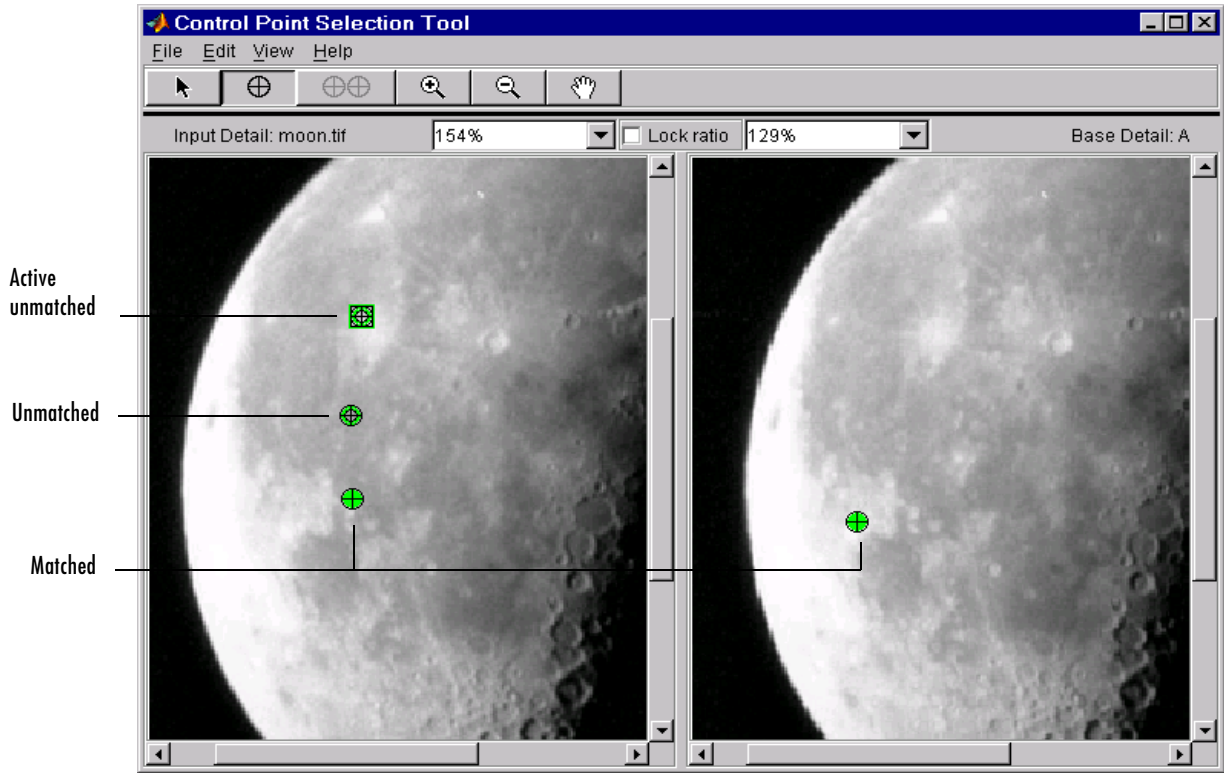 Control Point Selection Tool
File Edit View Help
Input Detail: moon.tif 154% Lock ratio 129% Base Detail: A
Active
unmatched
Unmatched
Matched